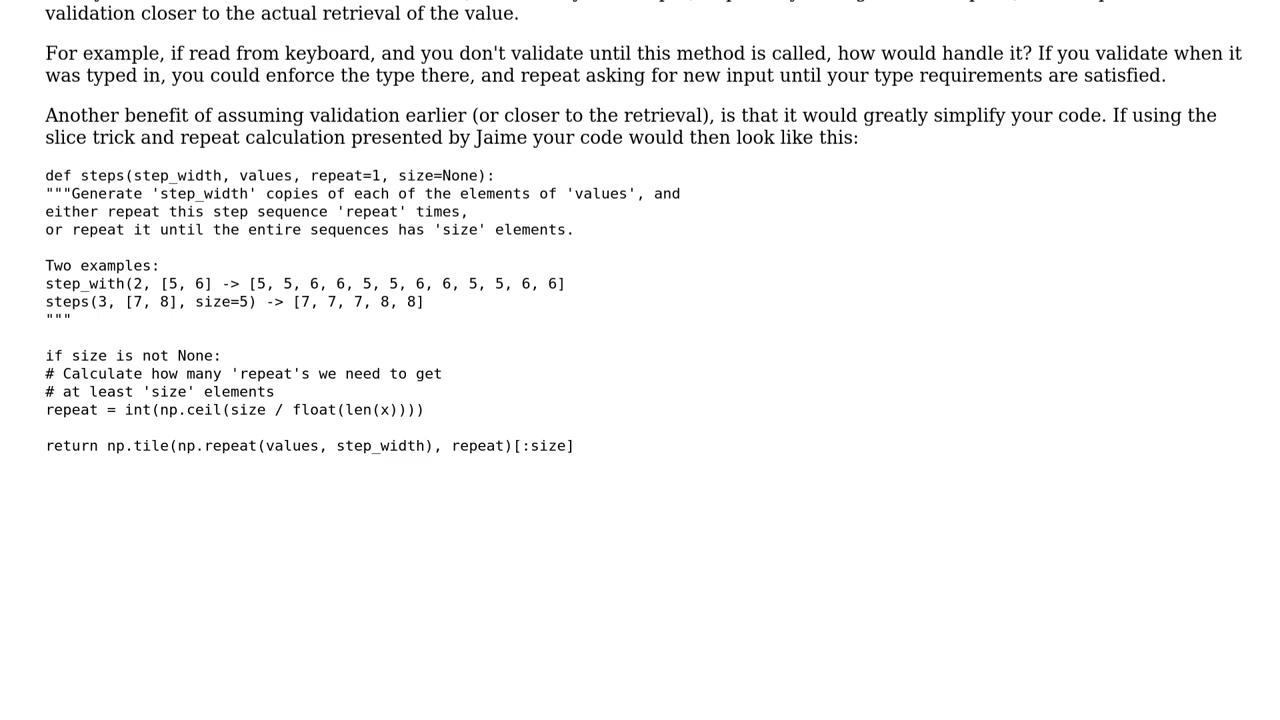 validation closer to the actual retrieval of the value.
For example, if read from keyboard, and you don't validate until this method is called, how would handle it? If you validate when it
was typed in, you could enforce the type there, and repeat asking for new input until your type requirements are satisfied.
Another benefit of assuming validation earlier (or closer to the retrieval), is that it would greatly simplify your code. If using the
slice trick and repeat calculation presented by Jaime your code would then look like this:
def steps(step_width, values, repeat=1, size=None):
"""Generate 'step_width' copies of each of the elements of 'values', and
either repeat this step sequence 'repeat' times,
or repeat it until the entire sequences has 'size' elements.
Two examples:
step_with(2, [5, 6] -> [5, 5, 6, 6, 5, 5, 6, 6, 5, 5, 6, 6]
steps(3, [7, 8], size=5) -> [7, 7, 7, 8, 8]
"""
if size is not None:
# Calculate how many 'repeat's we need to get
# at least 'size' elements
repeat = int(np.ceil(size / float(len(x))))
return np.tile(np.repeat(values, step_width), repeat)[:size]